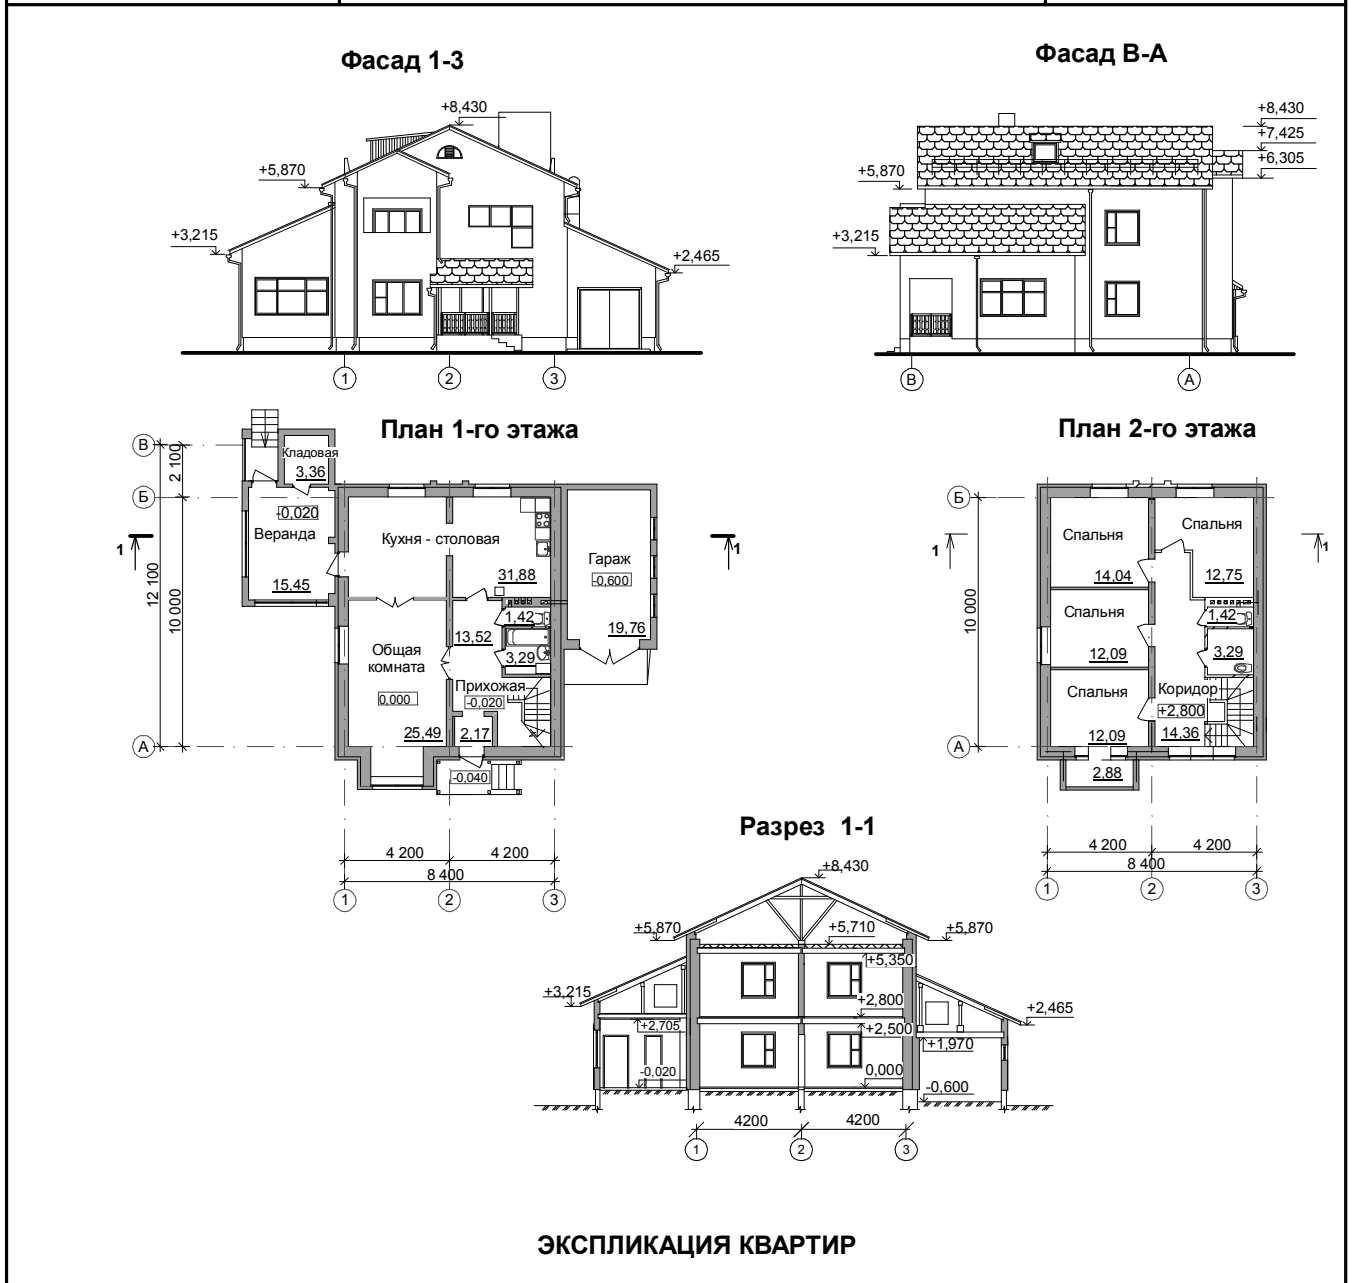 Фасад 1-3
Фасад В-А
+8,430
+5,870
+3,215
+2,465
1
2
3
+8,430
+7,425
+6,305
+5,870
+3,215
В
А
План 1-го этажа
В
Б
А
2 100
12 100
10 000
1
1
Кладовая
3,36
-0,020
Веранда
15,45
Кухня - столовая
31,88
Гараж
-0,600
19,76
1,42
13,52
3,29
Общая
комната
0,000
25,49
Прихожая
-0,020
2,17
-0,040
4 200
4 200
8 400
1
2
3
План 2-го этажа
Б
А
10 000
1
1
Спальня
14,04
Спальня
12,75
1,42
Спальня
12,09
3,29
Спальня
12,09
Коридор
+2,800
14,36
2,88
4 200
4 200
8 400
1
2
3
Разрез 1-1
+8,430
+5,870
+5,710
+5,870
+5,350
+3,215
+2,800
+2,465
+2,705
+2,500
+1,970
-0,020
0,000
-0,600
4200
4200
1
2
3
ЭКСПЛИКАЦИЯ КВАРТИР